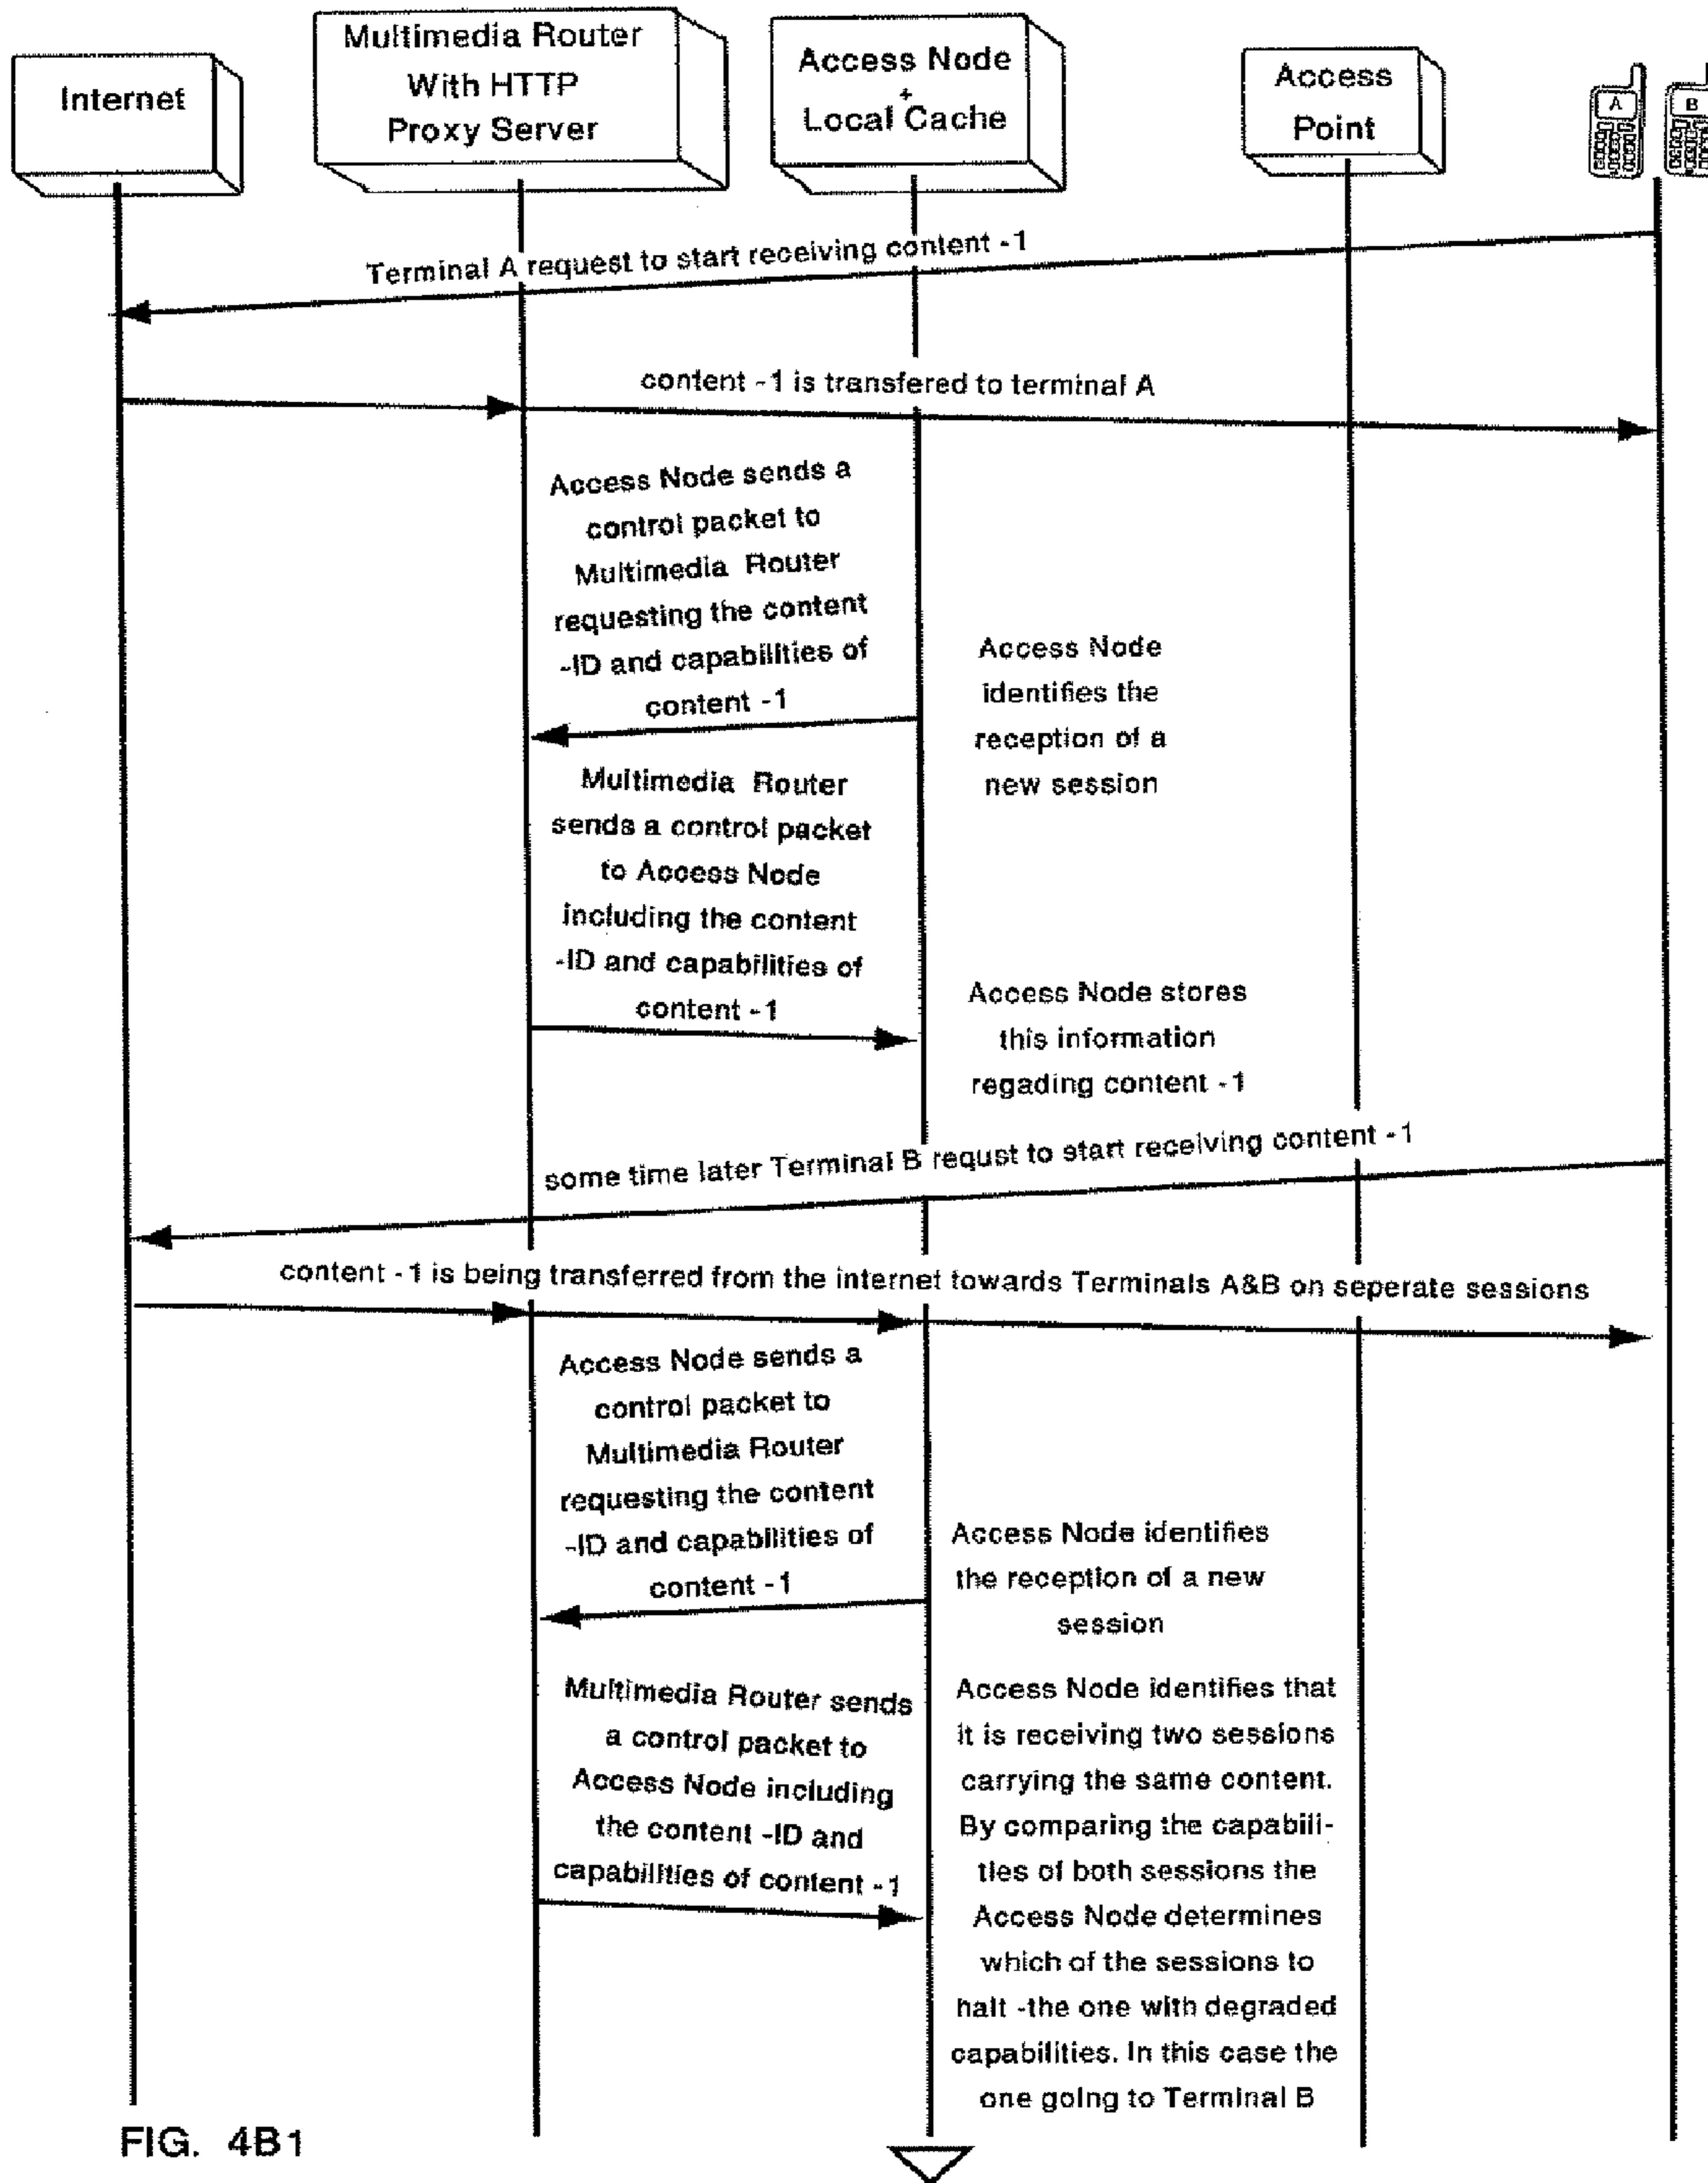 Internet
Multimedia Router
With HTTP
Proxy Server
Access Node
+
Local Cache
Access
Point
A
B
Terminal A request to start receiving content -1
content -1 is transfered to terminal A
Access Node sends a
control packet to
Multimedia Router
requesting the content
-ID and capabilities of
content -1
Access Node
identifies the
reception of a
new session
Multimedia Router
sends a control packet
to Access Node
including the content
-ID and capabilities of
content -1
Access Node stores
this information
regading content -1
some time later Terminal B requst to start receiving content -1
content -1 is being transferred from the internet towards Terminals A&B on seperate sessions
Access Node sends a
control packet to
Multimedia Router
requesting the content
-ID and capabilities of
content -1
Access Node identifies
the reception of a new
session
Multimedia Router sends
a control packet to
Access Node including
the content -ID and
capabilities of content -1
Access Node identifies that
it is receiving two sessions
carrying the same content.
By comparing the capabili-
ties of both sessions the
Access Node determines
which of the sessions to
halt -the one with degraded
capabilities. In this case the
one going to Terminal B
FIG. 4B1